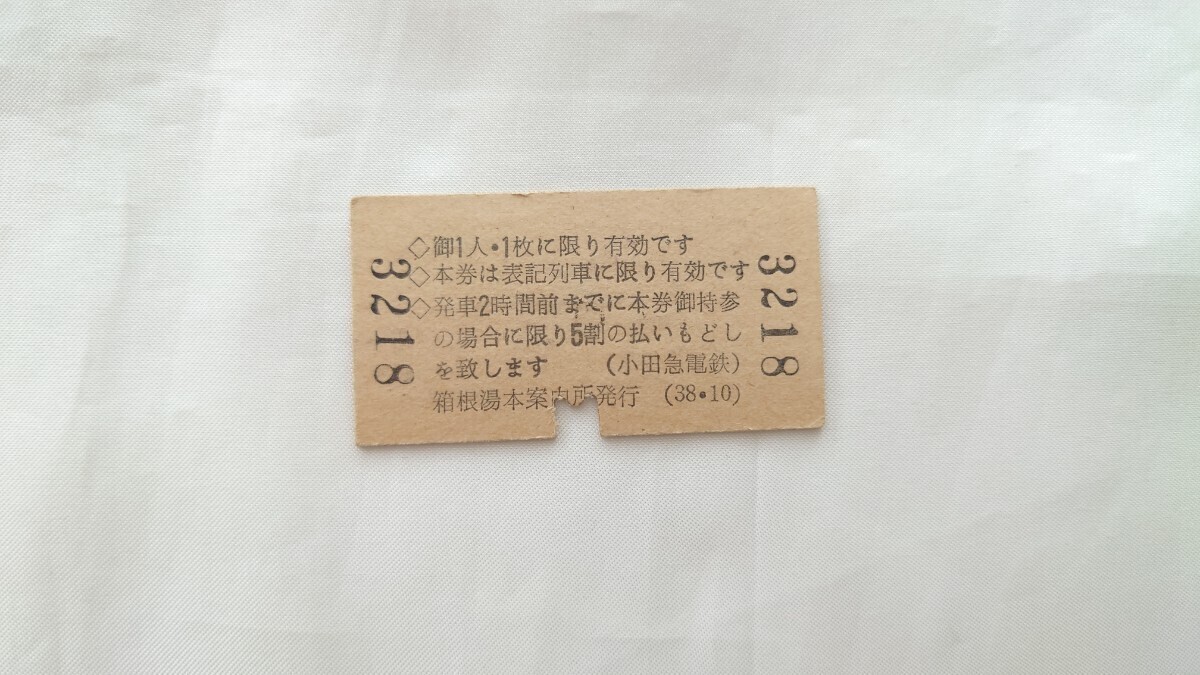 ◇御1人・1枚に限り有効です
◇本券は表記列車に限り有効です
◇発車2時間前までに本券御持参
の場合に限り5割の払いもどし
を致します (小田急電鉄)
箱根湯本案内所発行 (38・10)
3218
3218